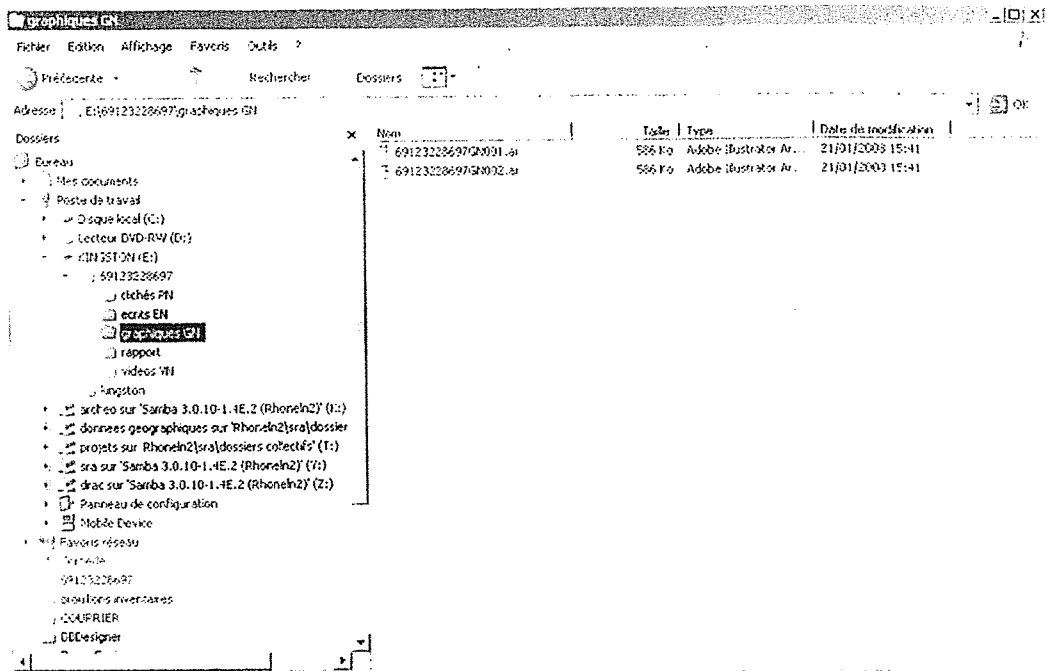 graphiques GN
Fichier Edition Affichage Favoris Outils ?
Précédente Rechercher Dossiers
Adresse E:\69123228697\graphiques GN OK
Dossiers
Nom Taille Type Date de modification
69123228697GN001.ai 586 Ko Adobe Illustrator Ar... 21/01/2008 15:41
69123228697GN002.ai 586 Ko Adobe Illustrator Ar... 21/01/2008 15:41
Bureau
Mes documents
Poste de travail
Disque local (C:)
Lecteur DVD-RW (D:)
KINGSTON (E:)
69123228697
clichés PN
ecrits EN
graphiques GN
rapport
videos VN
kingston
archeo sur 'Samba 3.0.10-1.4E.2 (Rhoneln2)'
donnees geographiques sur 'Rhoneln2\sra\dossier
projets sur 'Rhoneln2\sra\dossiers collectifs' (T:)
sra sur 'Samba 3.0.10-1.4E.2 (Rhoneln2)'
drac sur 'Samba 3.0.10-1.4E.2 (Rhoneln2)' (Z:)
Panneau de configuration
Mobile Device
Favoris réseau
69123228697
inventaires
COURRIER
DBDesigner